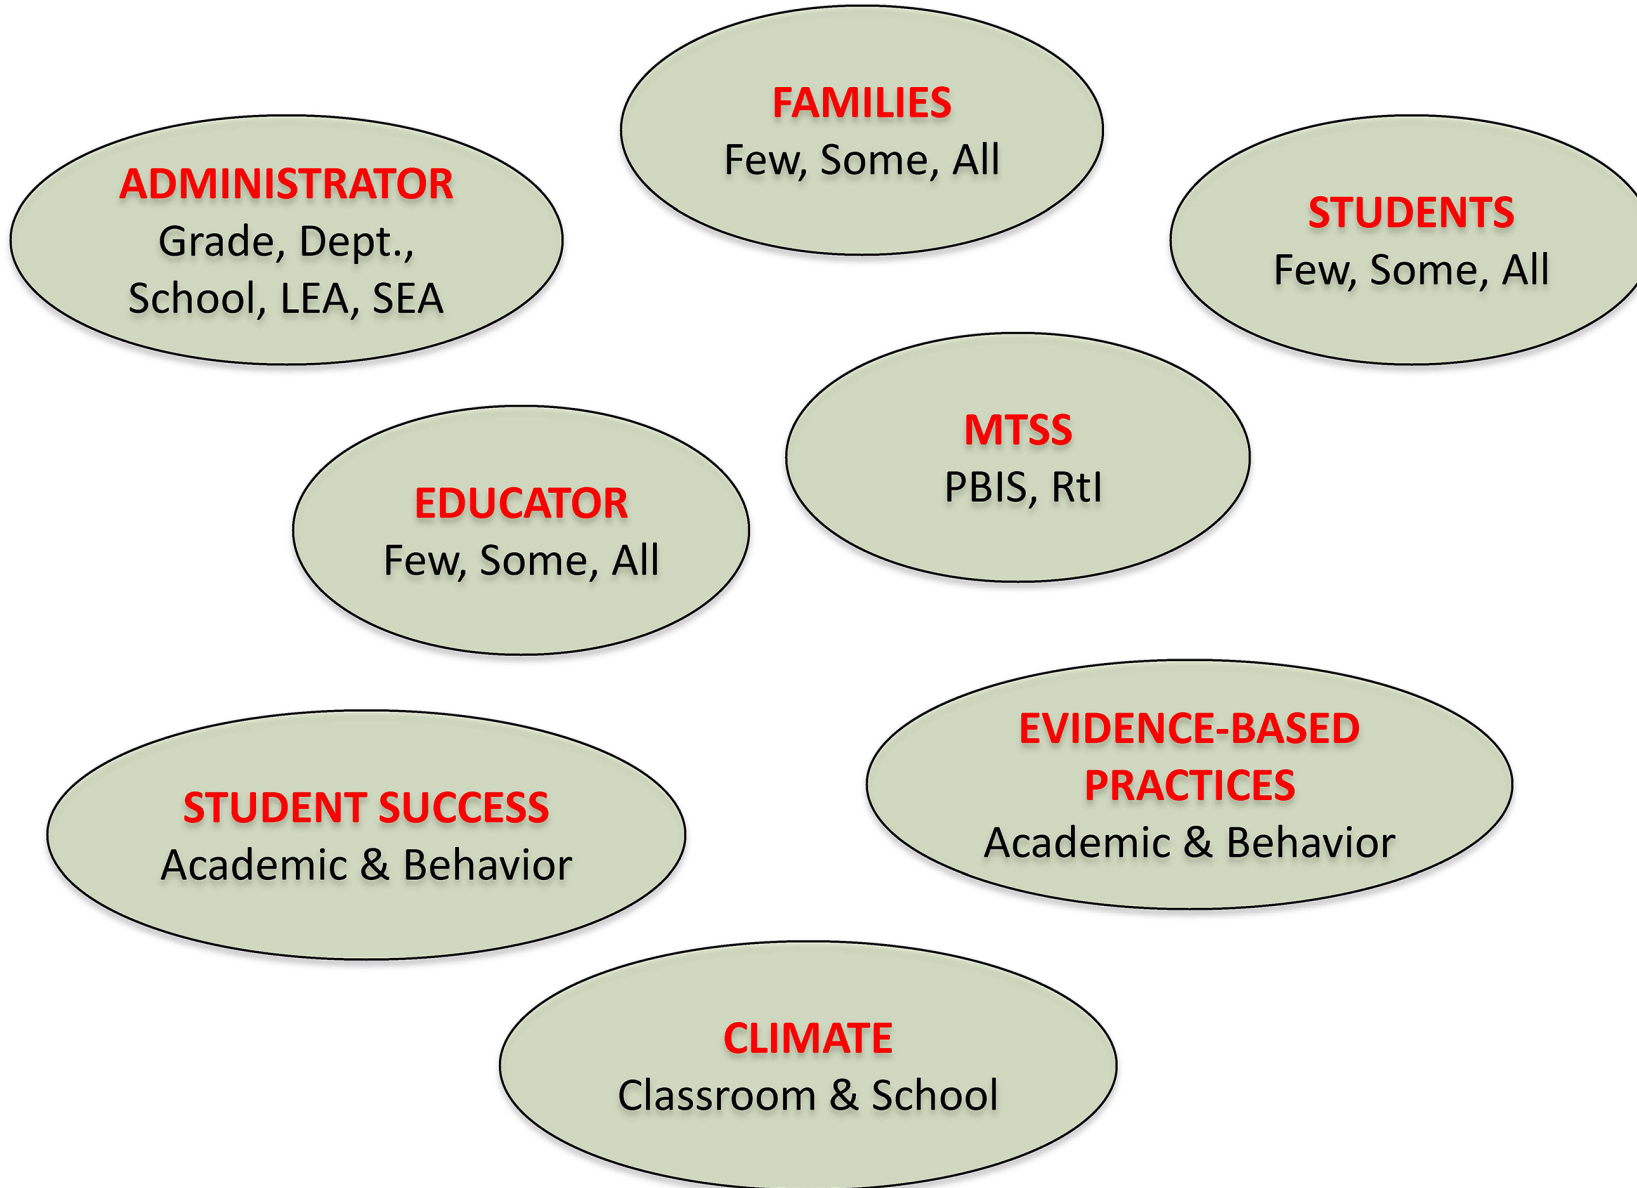 FAMILIES
Few, Some, All
ADMINISTRATOR
Grade, Dept.,
School, LEA, SEA
STUDENTS
Few, Some, All
MTSS
PBIS, RtI
EDUCATOR
Few, Some, All
EVIDENCE-BASED
PRACTICES
Academic & Behavior
STUDENT SUCCESS
Academic & Behavior
CLIMATE
Classroom & School